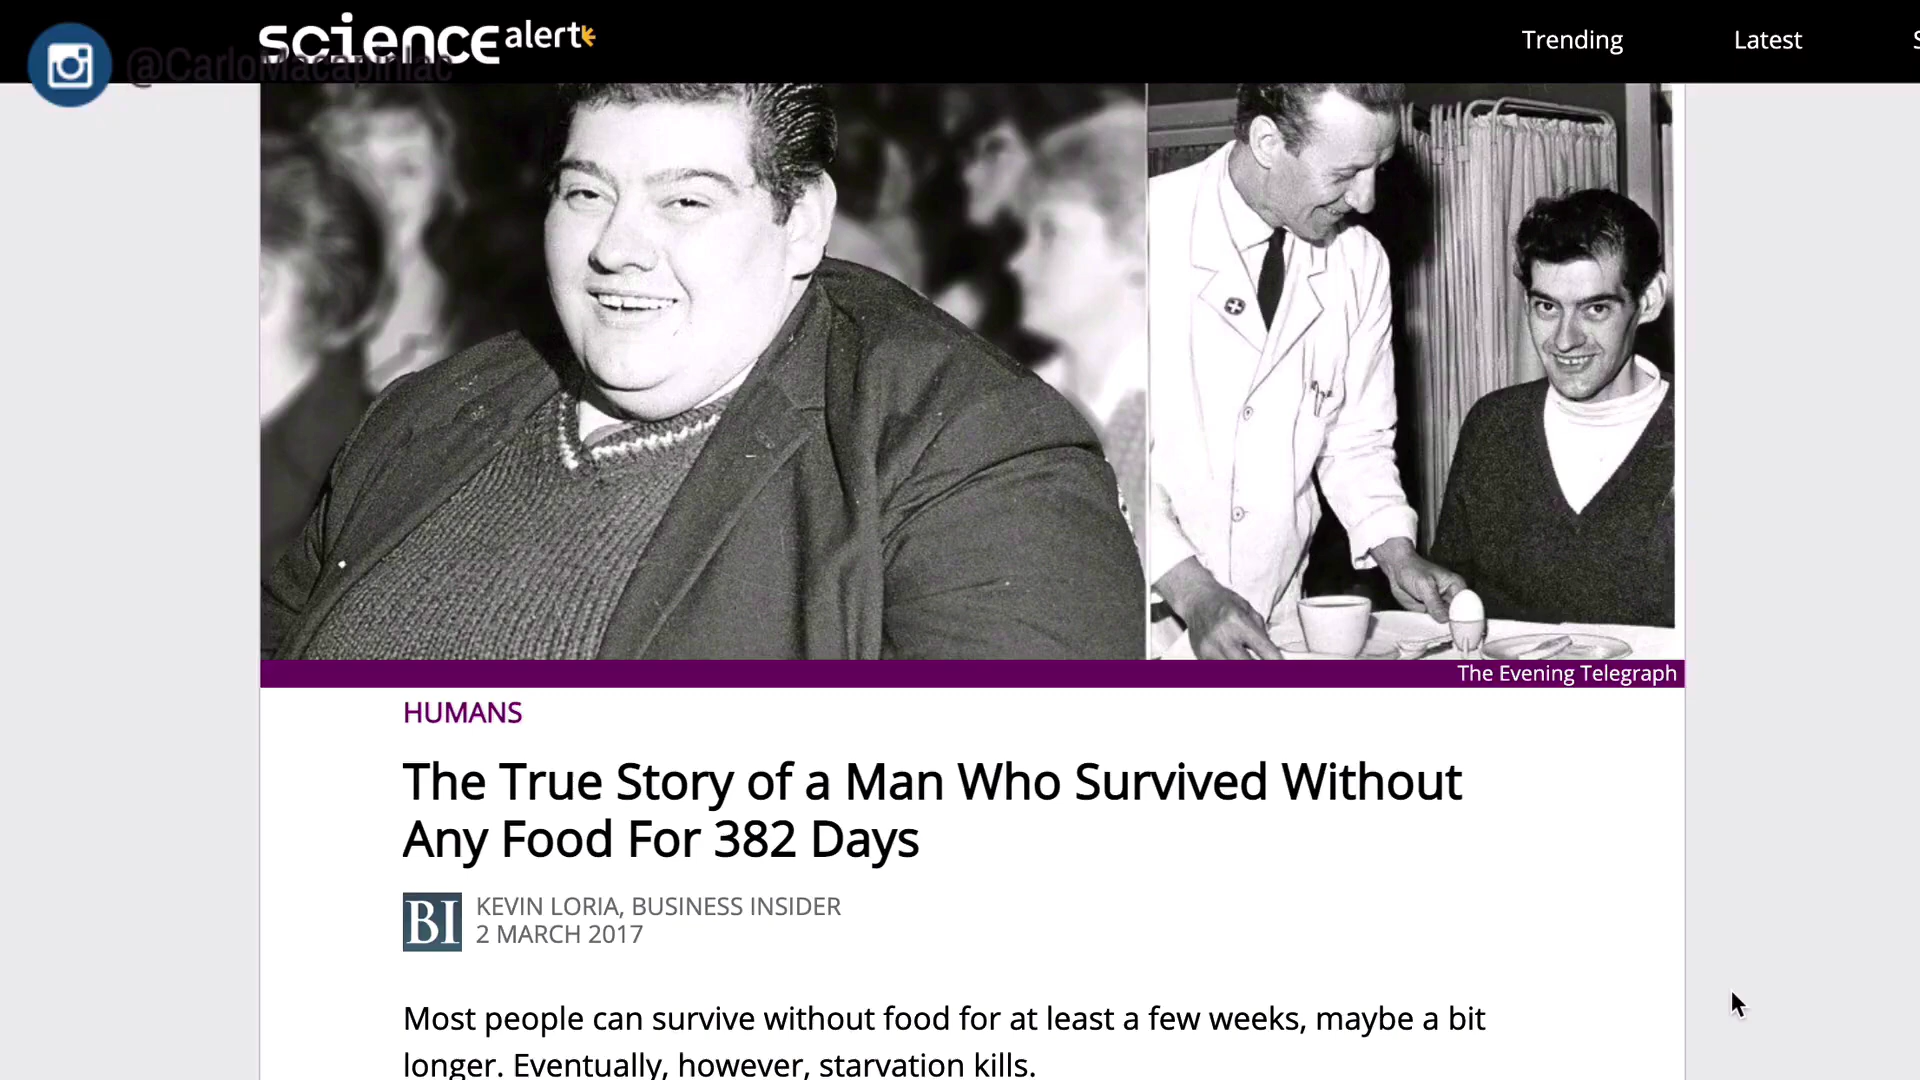 science alert
Trending
Latest
S
@CarloMacapinlac
The Evening Telegraph
HUMANS
The True Story of a Man Who Survived Without
Any Food For 382 Days
BI
KEVIN LORIA, BUSINESS INSIDER
2 MARCH 2017
Most people can survive without food for at least a few weeks, maybe a bit
longer. Eventually, however, starvation kills.